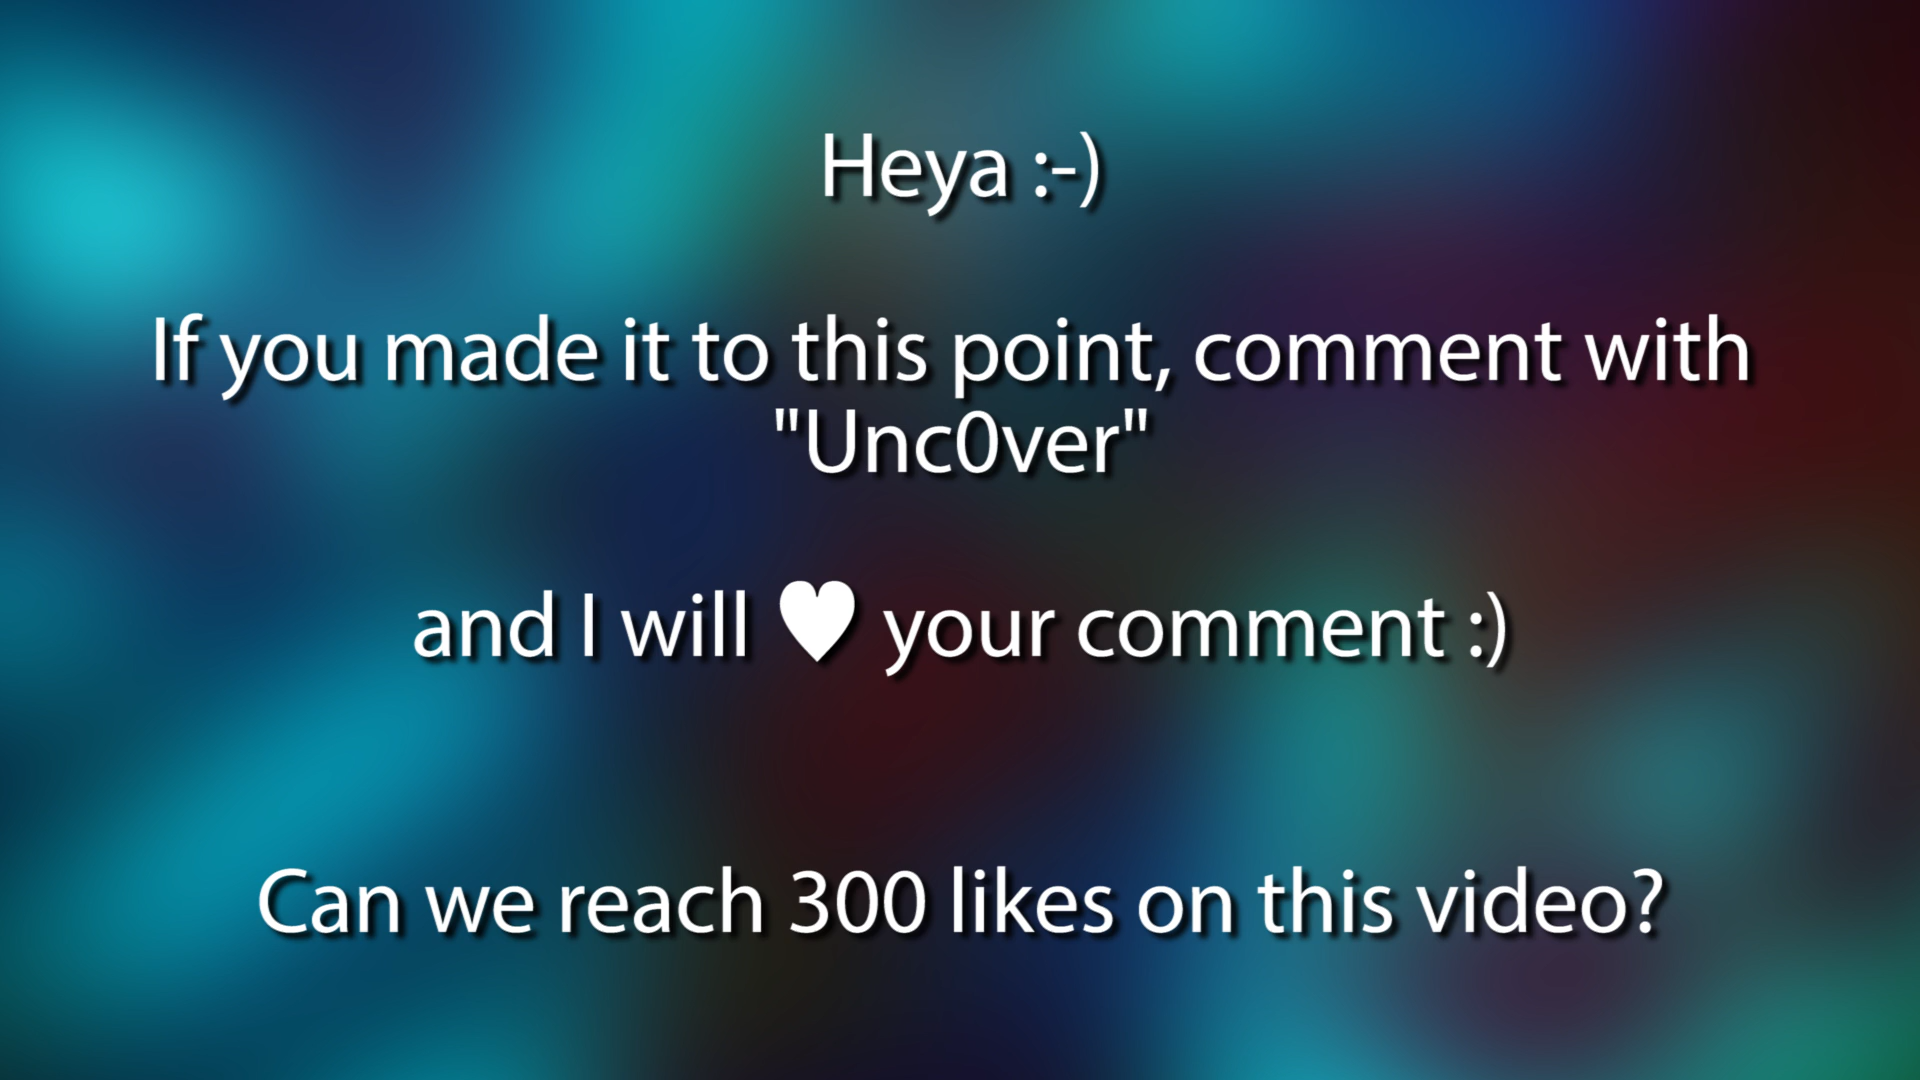 Heya :-)
If you made it to this point, comment with
"Unc0ver"
and I will ♥ your comment :)
Can we reach 300 likes on this video?